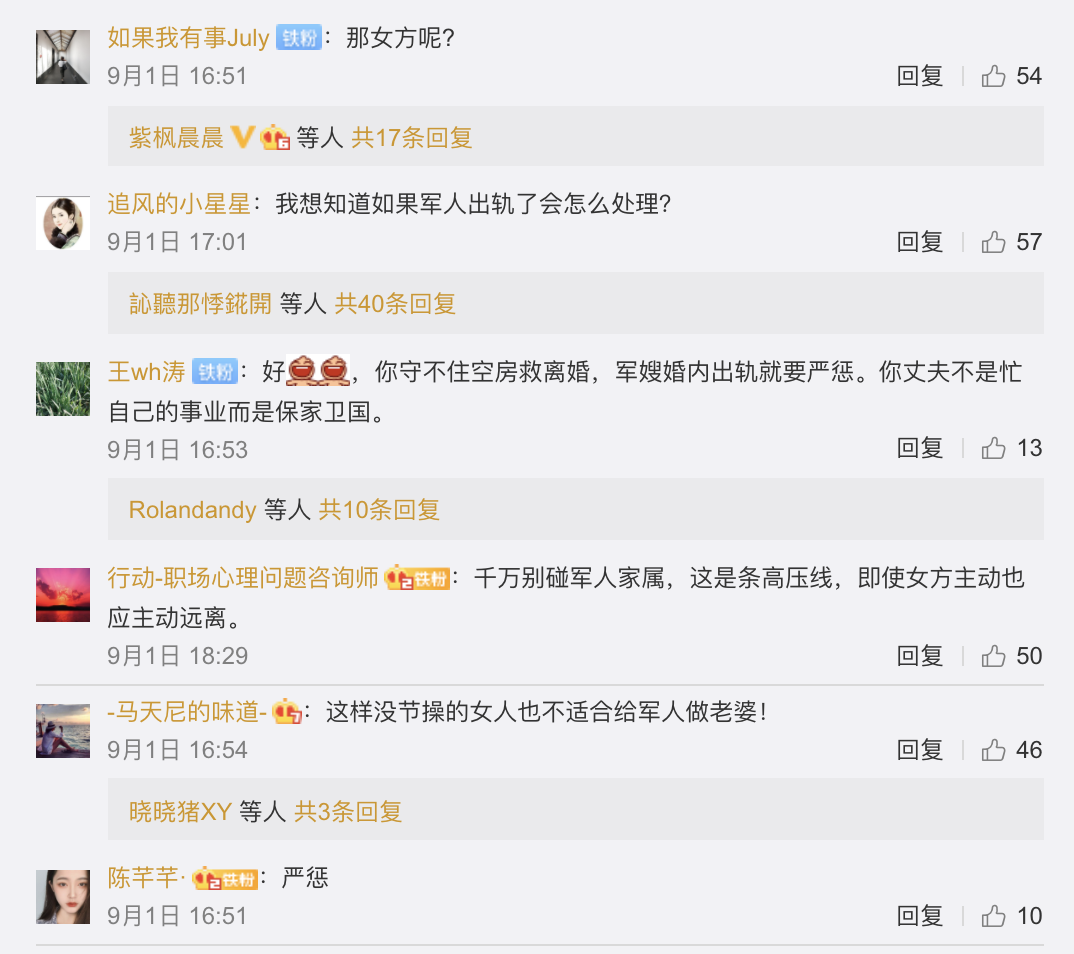 如果我有事July 铁粉：那女方呢?
9月1日 16:51 回复 54
紫枫晨晨 V 6 等人 共17条回复
追风的小星星：我想知道如果军人出轨了会怎么处理?
9月1日 17:01 回复 57
訫聽那悸錵開 等人 共40条回复
王wh涛 铁粉：好，你守不住空房救离婚，军嫂婚内出轨就要严惩。你丈夫不是忙
自己的事业而是保家卫国。
9月1日 16:53 回复 13
Rolandandy 等人 共10条回复
行动-职场心理问题咨询师 2铁粉：千万别碰军人家属，这是条高压线，即使女方主动也
应主动远离。
9月1日 18:29 回复 50
-马天尼的味道- 7：这样没节操的女人也不适合给军人做老婆!
9月1日 16:54 回复 46
晓晓猪XY 等人 共3条回复
陈芊芊· 2铁粉：严惩
9月1日 16:51 回复 10